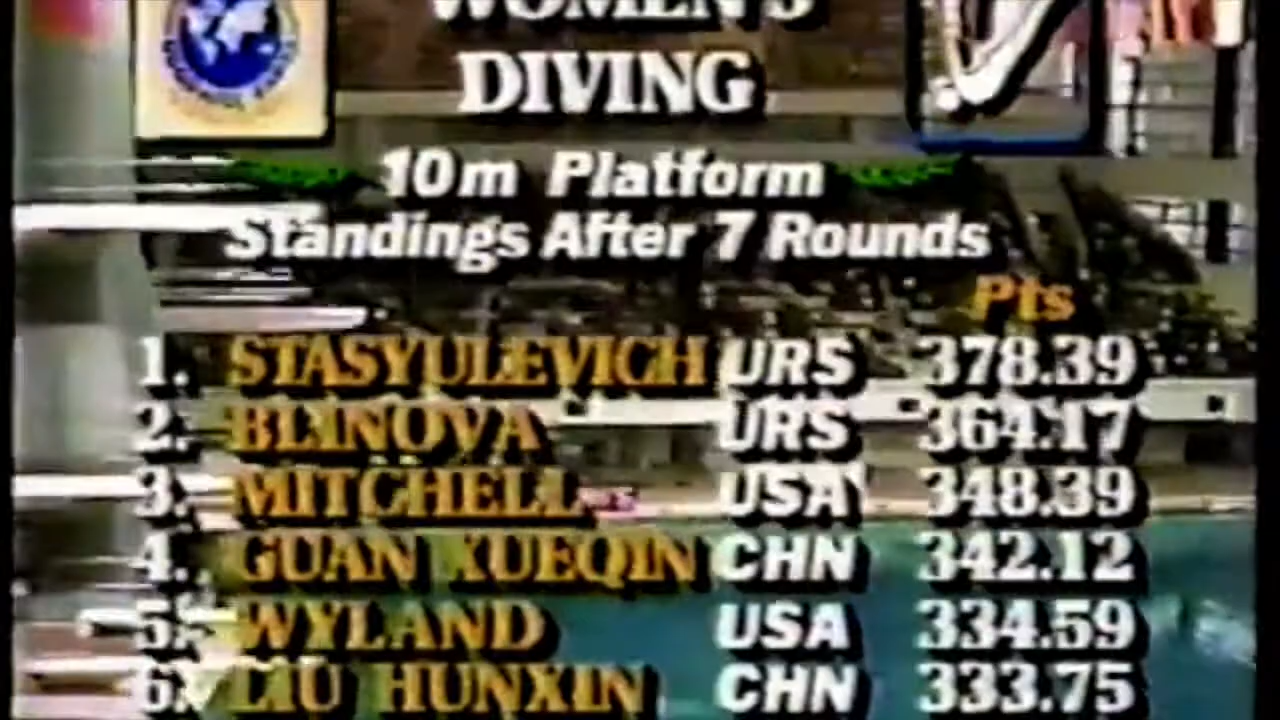 WOMEN'S
DIVING
10m Platform
Standings After 7 Rounds
Pts
1. STASYULEVICH URS 378.39
2. BLINOVA URS 364.17
3. MITCHELL USA 348.39
4. GUAN XUEQIN CHN 342.12
5. WYLAND USA 334.59
6. LIU HUNXIN CHN 333.75